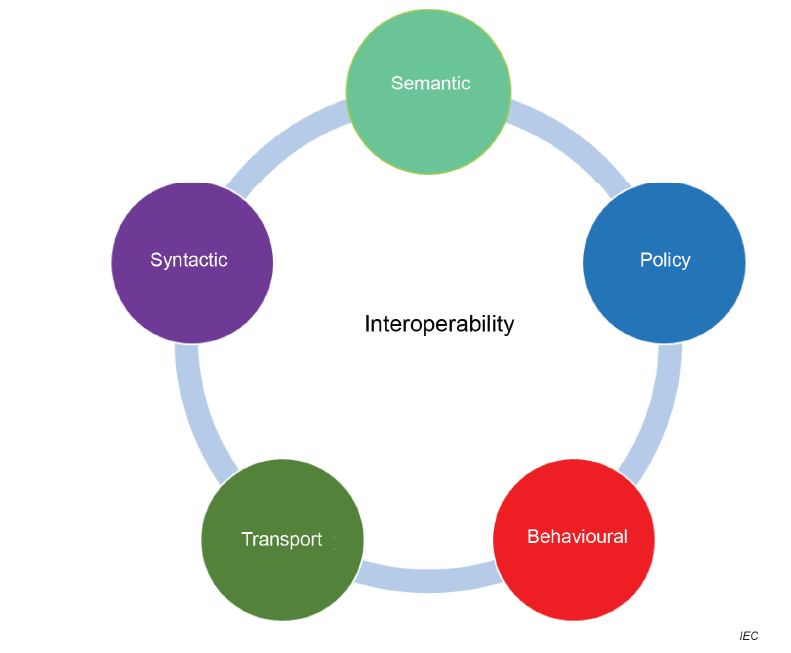 Semantic
Syntactic
Policy
Interoperability
Transport
Behavioural
IEC